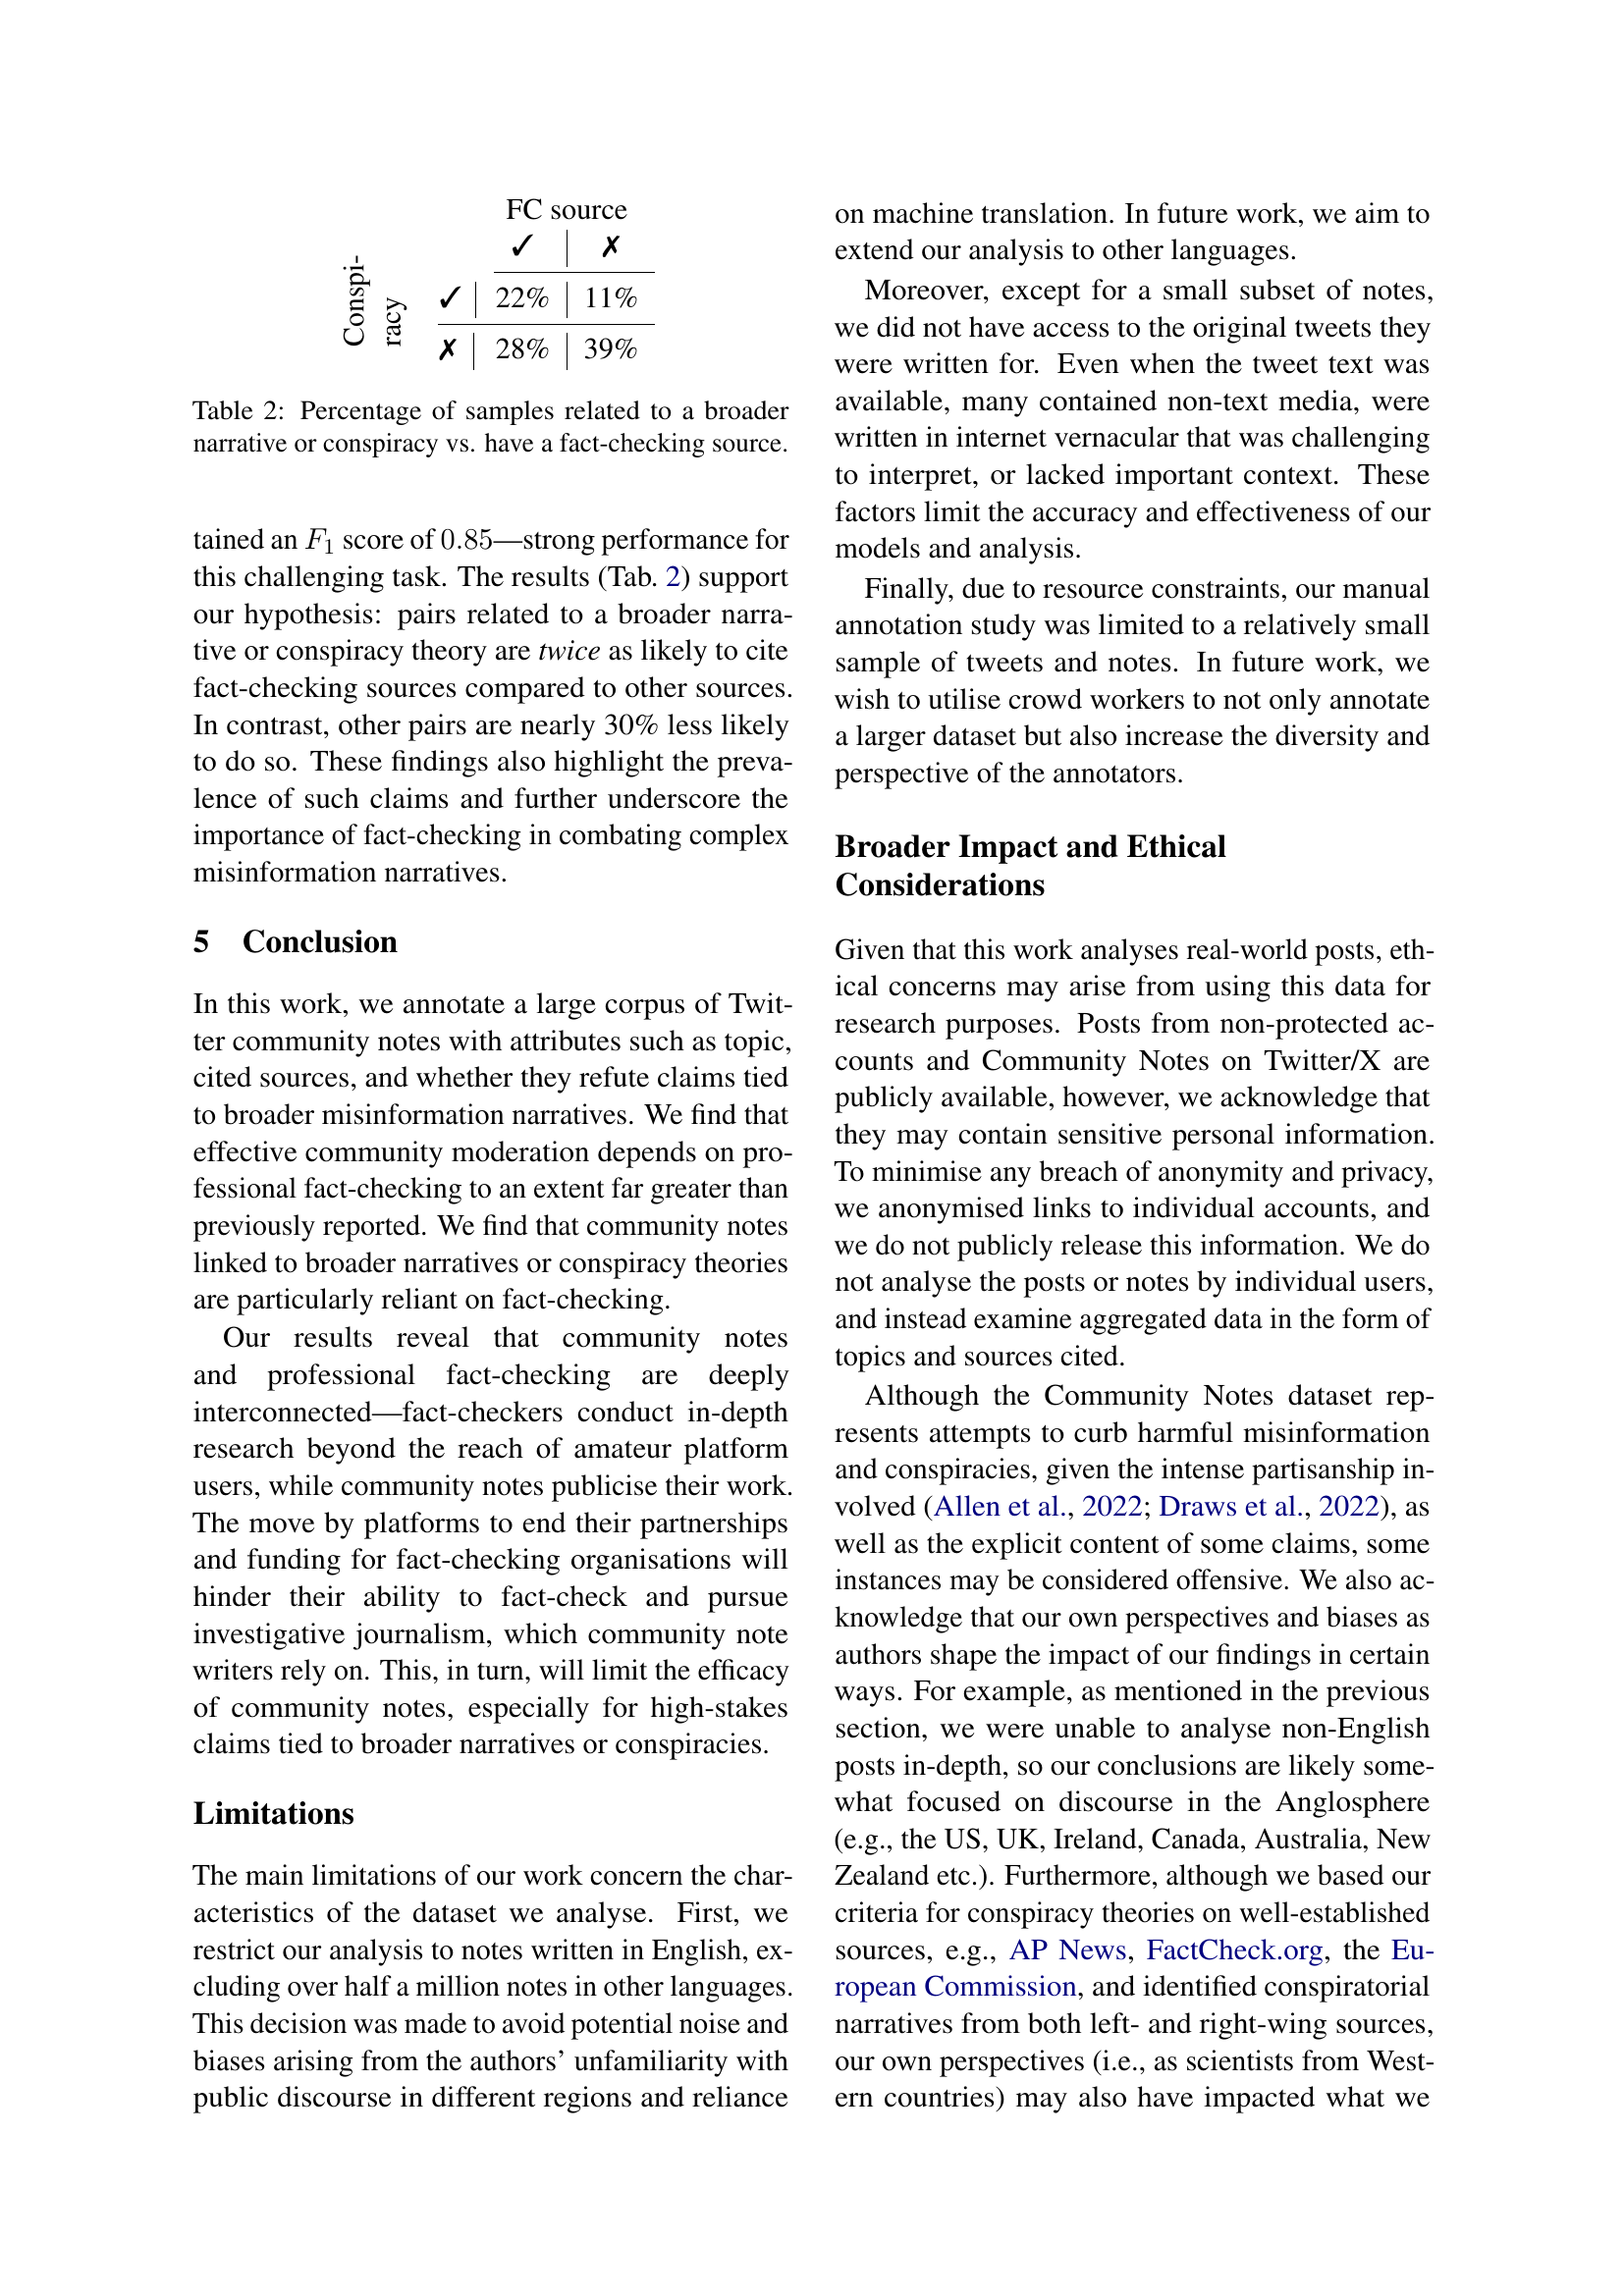 FC source
✓ ✗
Conspi-
racy
✓ 22% 11%
✗ 28% 39%
Table 2: Percentage of samples related to a broader
narrative or conspiracy vs. have a fact-checking source.
tained an F1 score of 0.85—strong performance for
this challenging task. The results (Tab. 2) support
our hypothesis: pairs related to a broader narra-
tive or conspiracy theory are twice as likely to cite
fact-checking sources compared to other sources.
In contrast, other pairs are nearly 30% less likely
to do so. These findings also highlight the preva-
lence of such claims and further underscore the
importance of fact-checking in combating complex
misinformation narratives.
5 Conclusion
In this work, we annotate a large corpus of Twit-
ter community notes with attributes such as topic,
cited sources, and whether they refute claims tied
to broader misinformation narratives. We find that
effective community moderation depends on pro-
fessional fact-checking to an extent far greater than
previously reported. We find that community notes
linked to broader narratives or conspiracy theories
are particularly reliant on fact-checking.
Our results reveal that community notes
and professional fact-checking are deeply
interconnected—fact-checkers conduct in-depth
research beyond the reach of amateur platform
users, while community notes publicise their work.
The move by platforms to end their partnerships
and funding for fact-checking organisations will
hinder their ability to fact-check and pursue
investigative journalism, which community note
writers rely on. This, in turn, will limit the efficacy
of community notes, especially for high-stakes
claims tied to broader narratives or conspiracies.
Limitations
The main limitations of our work concern the char-
acteristics of the dataset we analyse. First, we
restrict our analysis to notes written in English, ex-
cluding over half a million notes in other languages.
This decision was made to avoid potential noise and
biases arising from the authors' unfamiliarity with
public discourse in different regions and reliance
on machine translation. In future work, we aim to
extend our analysis to other languages.
Moreover, except for a small subset of notes,
we did not have access to the original tweets they
were written for. Even when the tweet text was
available, many contained non-text media, were
written in internet vernacular that was challenging
to interpret, or lacked important context. These
factors limit the accuracy and effectiveness of our
models and analysis.
Finally, due to resource constraints, our manual
annotation study was limited to a relatively small
sample of tweets and notes. In future work, we
wish to utilise crowd workers to not only annotate
a larger dataset but also increase the diversity and
perspective of the annotators.
Broader Impact and Ethical
Considerations
Given that this work analyses real-world posts, eth-
ical concerns may arise from using this data for
research purposes. Posts from non-protected ac-
counts and Community Notes on Twitter/X are
publicly available, however, we acknowledge that
they may contain sensitive personal information.
To minimise any breach of anonymity and privacy,
we anonymised links to individual accounts, and
we do not publicly release this information. We do
not analyse the posts or notes by individual users,
and instead examine aggregated data in the form of
topics and sources cited.
Although the Community Notes dataset rep-
resents attempts to curb harmful misinformation
and conspiracies, given the intense partisanship in-
volved (Allen et al., 2022; Draws et al., 2022), as
well as the explicit content of some claims, some
instances may be considered offensive. We also ac-
knowledge that our own perspectives and biases as
authors shape the impact of our findings in certain
ways. For example, as mentioned in the previous
section, we were unable to analyse non-English
posts in-depth, so our conclusions are likely some-
what focused on discourse in the Anglosphere
(e.g., the US, UK, Ireland, Canada, Australia, New
Zealand etc.). Furthermore, although we based our
criteria for conspiracy theories on well-established
sources, e.g., AP News, FactCheck.org, the Eu-
ropean Commission, and identified conspiratorial
narratives from both left- and right-wing sources,
our own perspectives (i.e., as scientists from West-
ern countries) may also have impacted what we